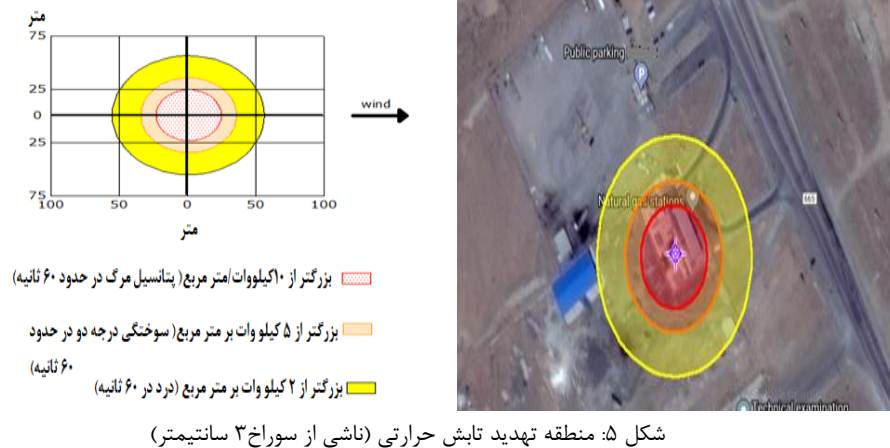 متر
75
25
0
25
75
100
50
0
50
100
متر
wind
بزرگتر از ۱۰کیلووات/متر مربع( پتانسیل مرگ در حدود ۶۰ ثانیه)
بزرگتر از ۵ کیلو وات بر متر مربع( سوختگی درجه دو در حدود
۶۰ ثانیه)
بزرگتر از ۲ کیلو وات بر متر مربع (درد در ۶۰ ثانیه)
Public parking
P
Natural gas stations
665
Technical examination
شکل ۵: منطقه تهدید تابش حرارتی (ناشی از سوراخ۳ سانتیمتر)